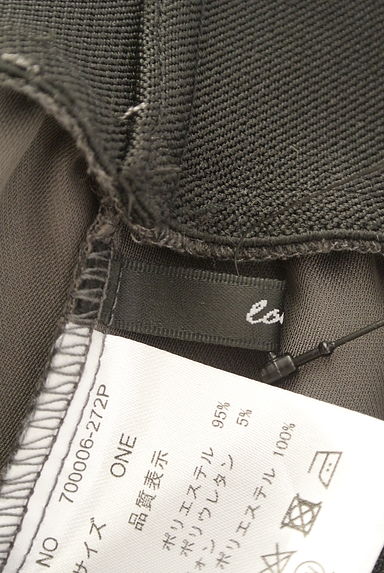 NO 700006-272P
サイズ ONE
品質表示
ポリエステル 95%
ポリウレタン 5%
ポリエステル 100%